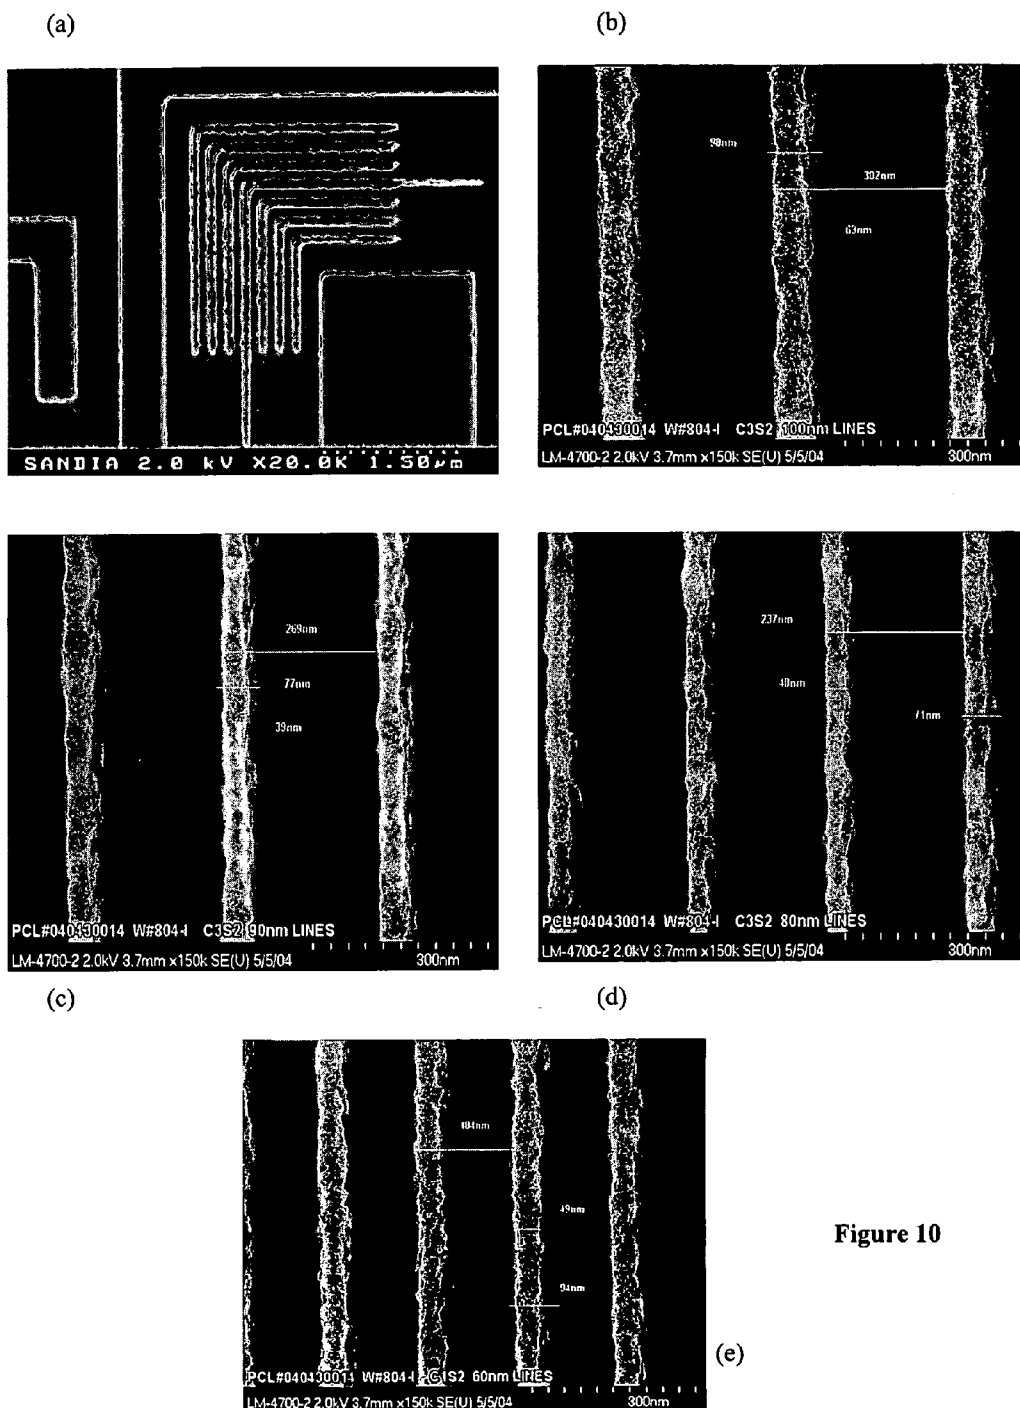 (a)
(b)
SANDIA 2.0 kV X20.0K 1.50µm
98nm
302nm
63nm
PCL#040430014 W#804-I C3S2 100nm LINES
LM-4700-2 2.0kV 3.7mm x150k SE(U) 5/5/04 300nm
269nm
77nm
39nm
PCL#040430014 W#804-I C3S2 90nm LINES
LM-4700-2 2.0kV 3.7mm x150k SE(U) 5/5/04 300nm
237nm
40nm
71nm
PCL#040430014 W#804-I C3S2 80nm LINES
LM-4700-2 2.0kV 3.7mm x150k SE(U) 5/5/04 300nm
(c)
(d)
184nm
49nm
94nm
PCL#040430014 W#804-I C1S2 60nm LINES
LM-4700-2 2.0kV 3.7mm x150k SE(U) 5/5/04 300nm
(e)
Figure 10